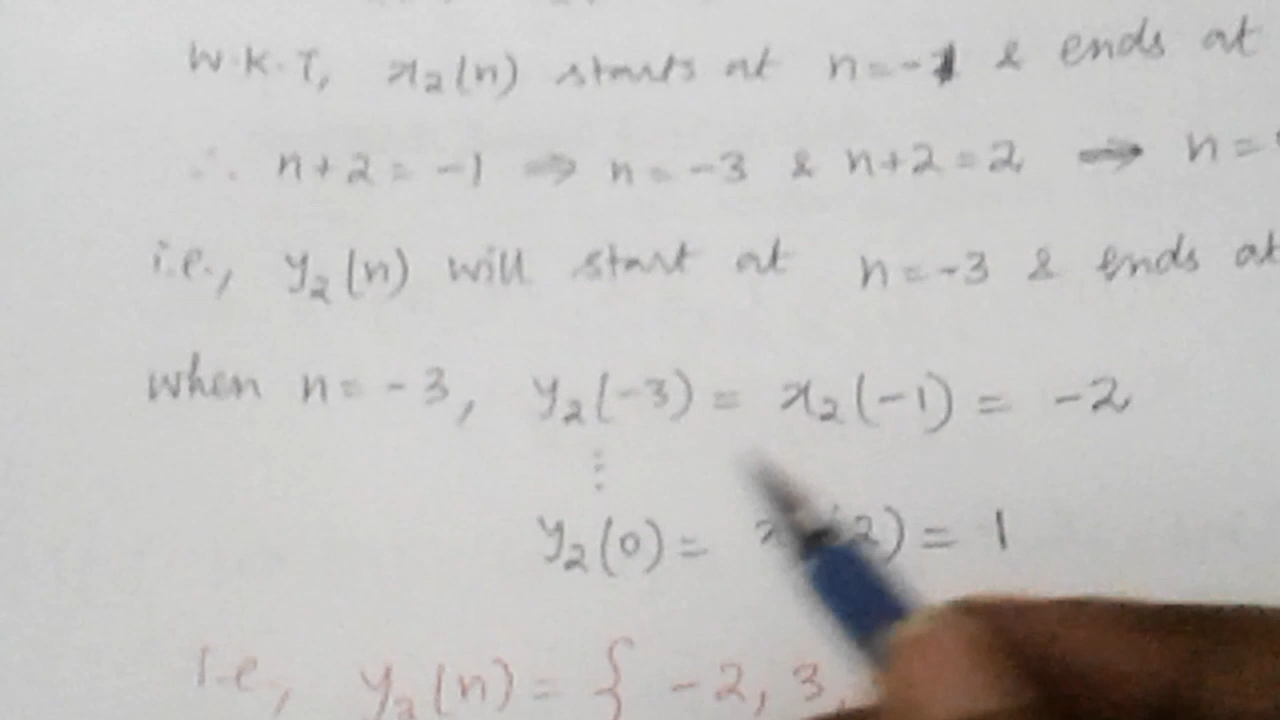 W.K.T, x₂(n) starts at n=-1 & ends at
∴ n+2 = -1 ⇒ n = -3 & n+2 = 2 ⇒ n =
i.e., y₂(n) will start at n=-3 & ends at
when n=-3, y₂(-3) = x₂(-1) = -2
⋮
y₂(0) = 2) = 1
i.e, y₂(n) = { -2, 3,